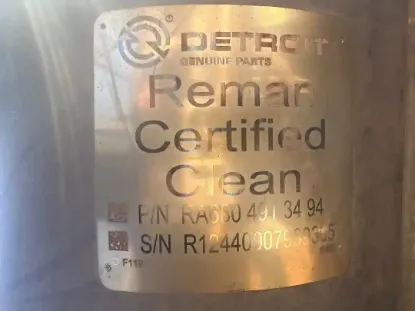 DETROIT
GENUINE PARTS
Reman
Certified
Clean
P/N RA680 491 34 94
S/N